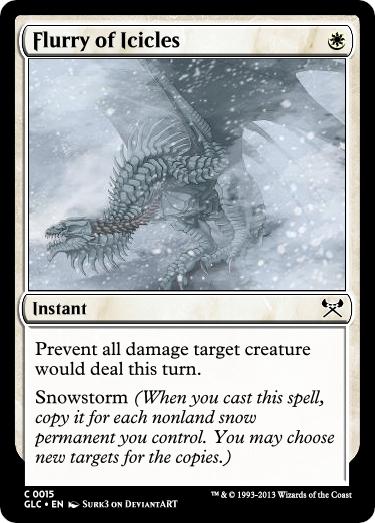 Flurry of Icicles
Instant
Prevent all damage target creature
would deal this turn.
Snowstorm (When you cast this spell,
copy it for each nonland snow
permanent you control. You may choose
new targets for the copies.)
C 0015
GLC • EN Surk3 on DeviantART
™ & © 1993-2013 Wizards of the Coast